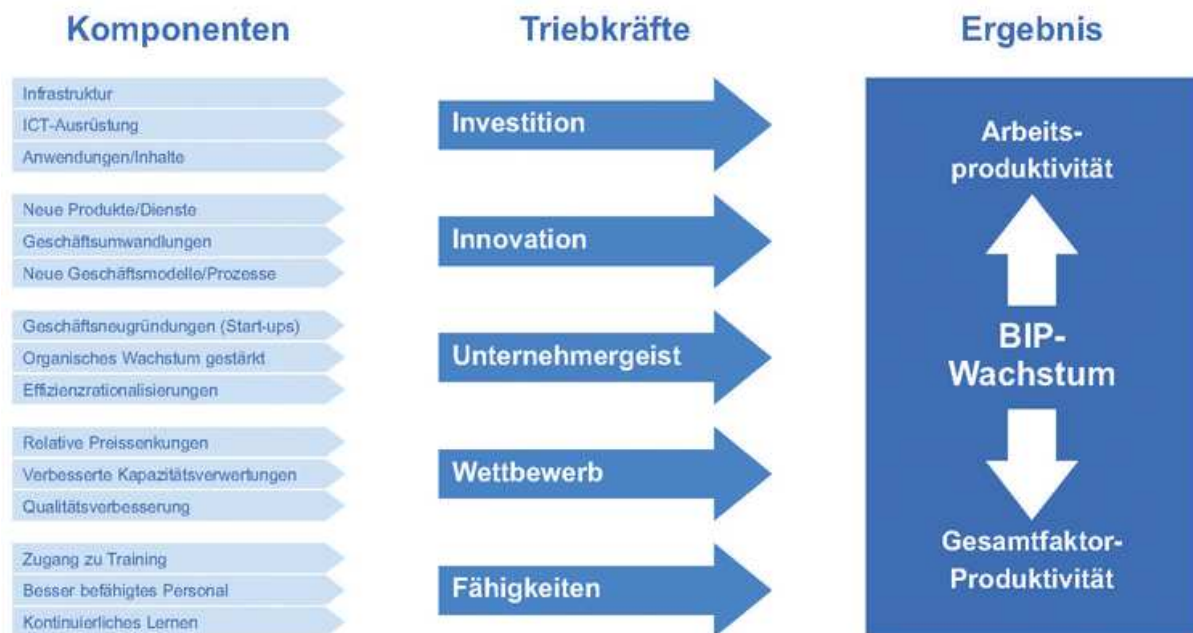 Komponenten
Triebkräfte
Ergebnis
Infrastruktur
ICT-Ausrüstung
Anwendungen/Inhalte
Investition
Neue Produkte/Dienste
Geschäftsumwandlungen
Neue Geschäftsmodelle/Prozesse
Innovation
Geschäftsneugründungen (Start-ups)
Organisches Wachstum gestärkt
Effizienzrationalisierungen
Unternehmergeist
Relative Preissenkungen
Verbesserte Kapazitätsverwertungen
Qualitätsverbesserung
Wettbewerb
Zugang zu Training
Besser befähigtes Personal
Kontinuierliches Lernen
Fähigkeiten
Arbeits-
produktivität
BIP-
Wachstum
Gesamtfaktor-
Produktivität